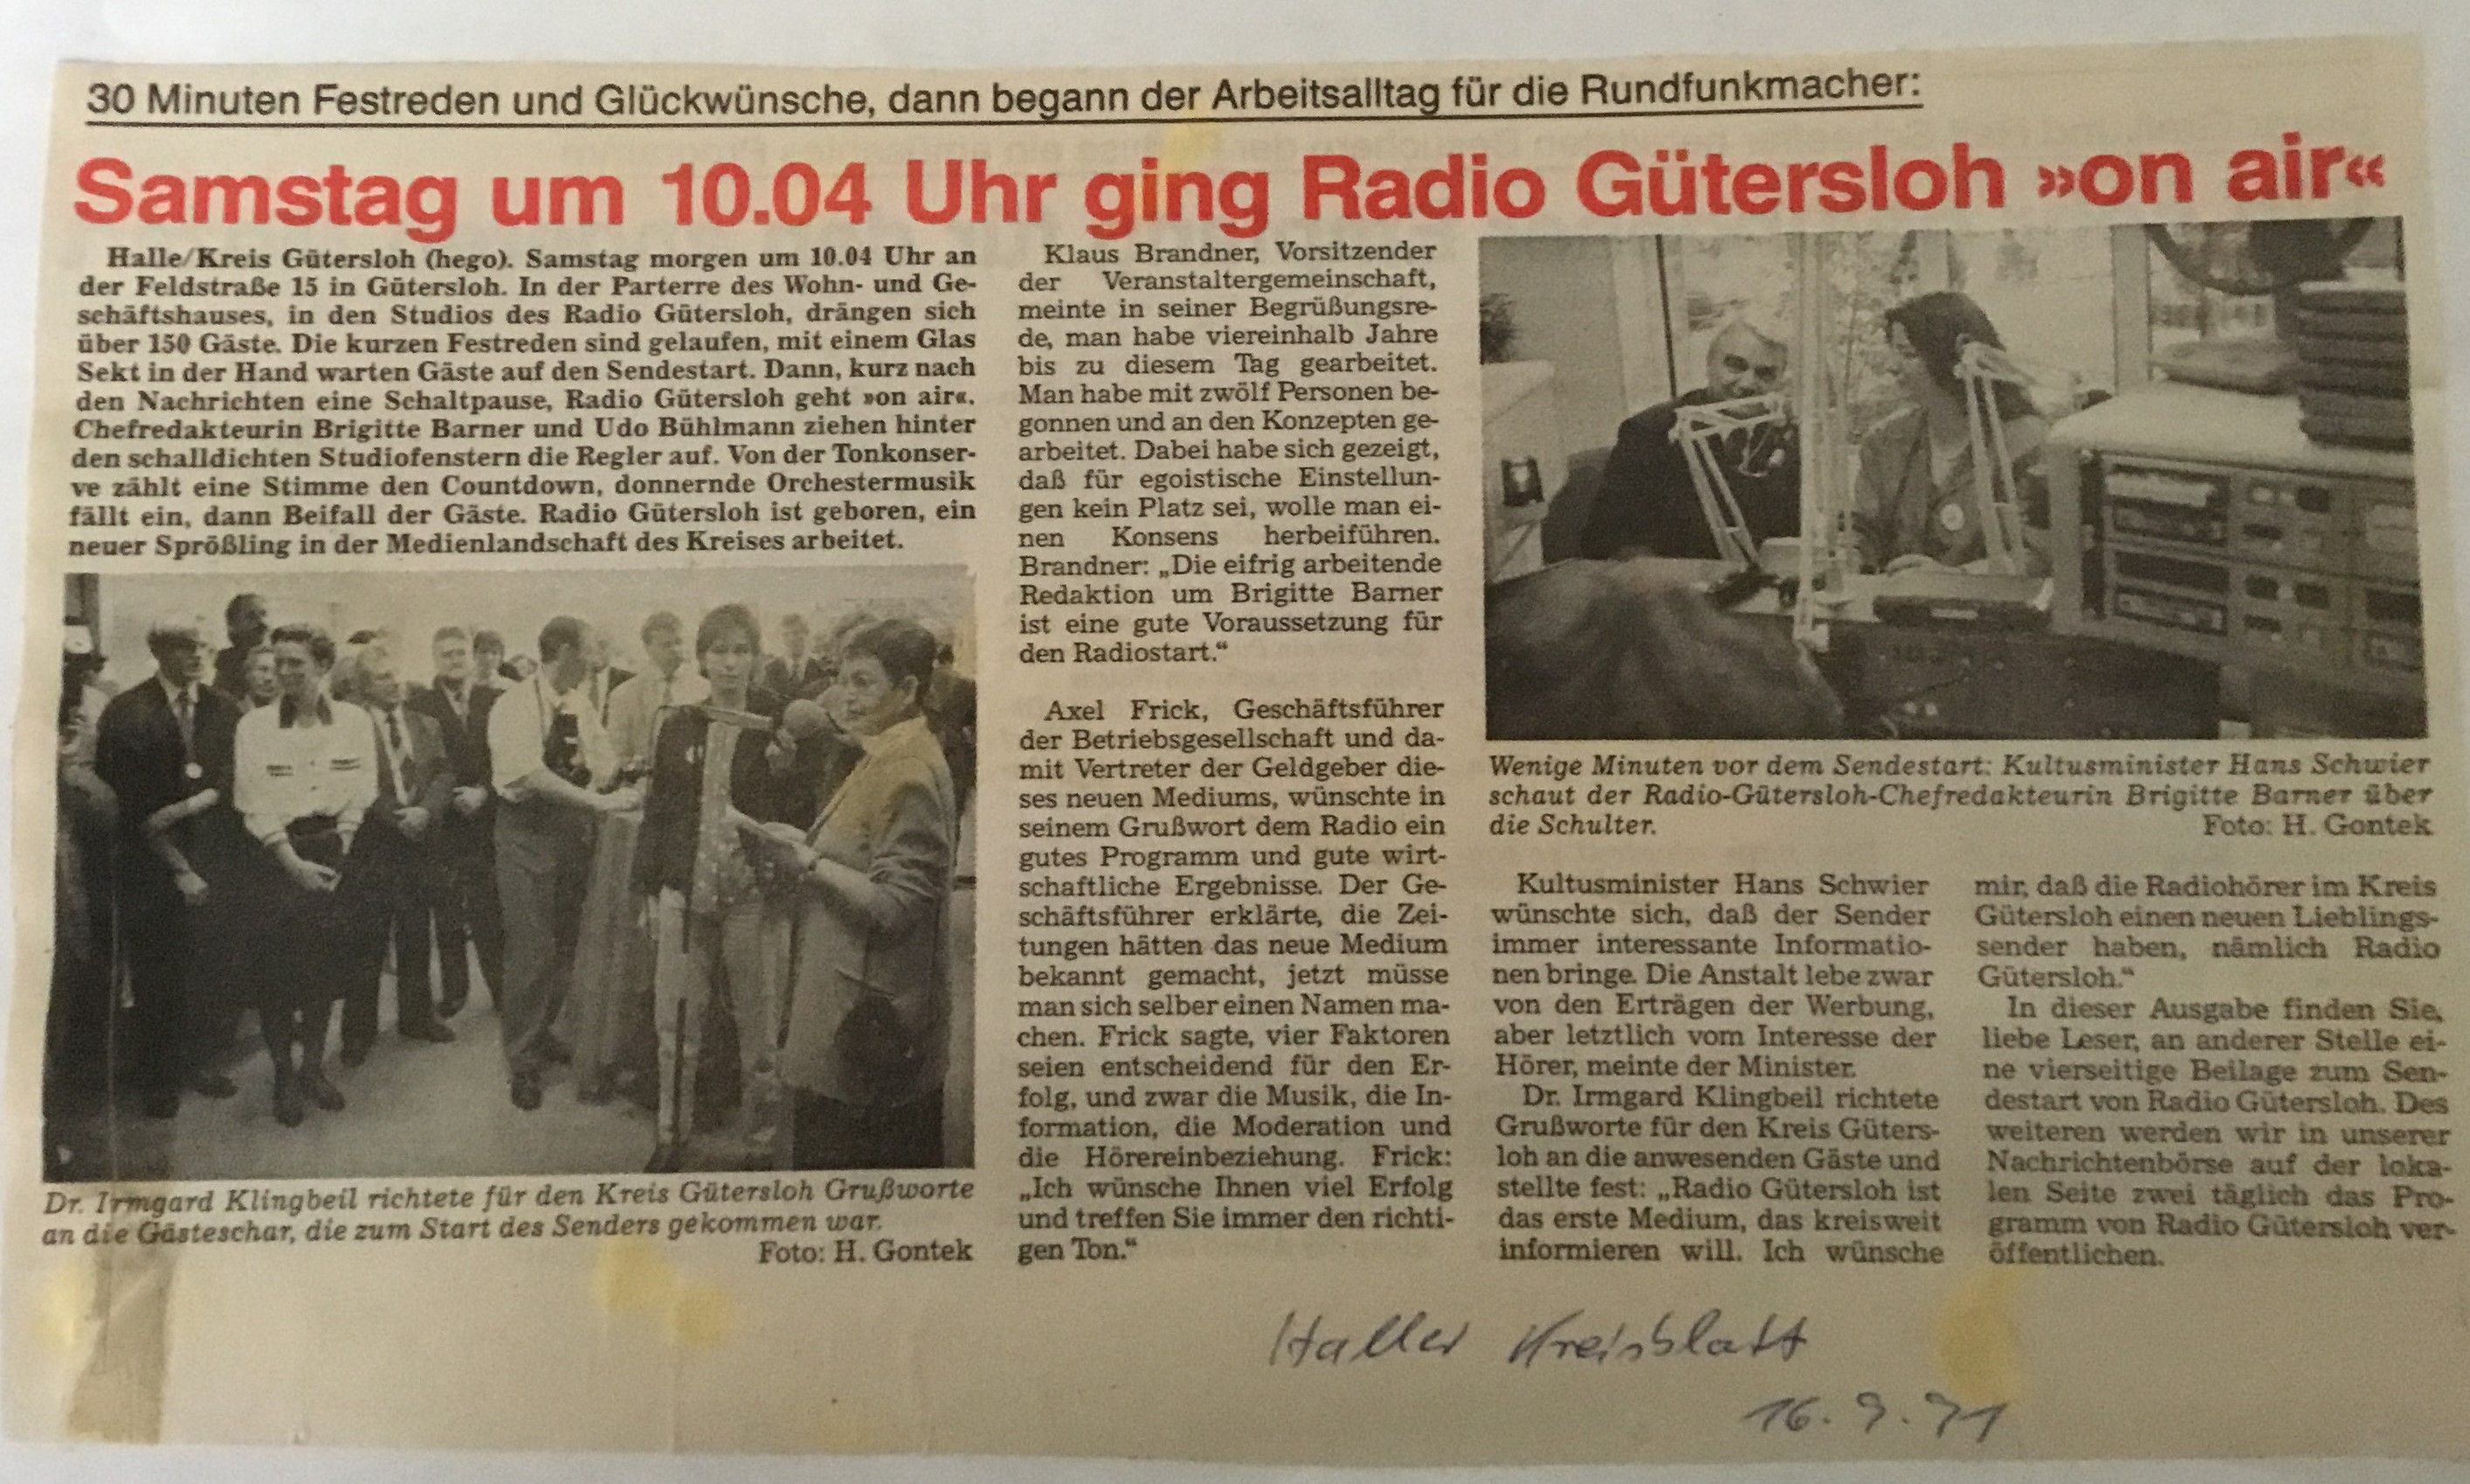 30 Minuten Festreden und Glückwünsche, dann begann der Arbeitsalltag für die Rundfunkmacher:
Samstag um 10.04 Uhr ging Radio Gütersloh »on air«
Halle/Kreis Gütersloh (hego). Samstag morgen um 10.04 Uhr an
der Feldstraße 15 in Gütersloh. In der Parterre des Wohn- und Ge-
schäftshauses, in den Studios des Radio Gütersloh, drängen sich
über 150 Gäste. Die kurzen Festreden sind gelaufen, mit einem Glas
Sekt in der Hand warten Gäste auf den Sendestart. Dann, kurz nach
den Nachrichten eine Schaltpause, Radio Gütersloh geht »on air«.
Chefredakteurin Brigitte Barner und Udo Bühlmann ziehen hinter
den schalldichten Studiofenstern die Regler auf. Von der Tonkonser-
ve zählt eine Stimme den Countdown, donnernde Orchestermusik
fällt ein, dann Beifall der Gäste. Radio Gütersloh ist geboren, ein
neuer Sprößling in der Medienlandschaft des Kreises arbeitet.
Dr. Irmgard Klingbeil richtete für den Kreis Gütersloh Grußworte
an die Gästeschar, die zum Start des Senders gekommen war.
Foto: H. Gontek
Klaus Brandner, Vorsitzender
der Veranstaltergemeinschaft,
meinte in seiner Begrüßungsre-
de, man habe viereinhalb Jahre
bis zu diesem Tag gearbeitet.
Man habe mit zwölf Personen be-
gonnen und an den Konzepten ge-
arbeitet. Dabei habe sich gezeigt,
daß für egoistische Einstellun-
gen kein Platz sei, wolle man ei-
nen Konsens herbeiführen.
Brandner: „Die eifrig arbeitende
Redaktion um Brigitte Barner
ist eine gute Voraussetzung für
den Radiostart.“
Axel Frick, Geschäftsführer
der Betriebsgesellschaft und da-
mit Vertreter der Geldgeber die-
ses neuen Mediums, wünschte in
seinem Grußwort dem Radio ein
gutes Programm und gute wirt-
schaftliche Ergebnisse. Der Ge-
schäftsführer erklärte, die Zei-
tungen hätten das neue Medium
bekannt gemacht, jetzt müsse
man sich selber einen Namen ma-
chen. Frick sagte, vier Faktoren
seien entscheidend für den Er-
folg, und zwar die Musik, die In-
formation, die Moderation und
die Hörereinbeziehung. Frick:
„Ich wünsche Ihnen viel Erfolg
und treffen Sie immer den richti-
gen Ton.“
Wenige Minuten vor dem Sendestart: Kultusminister Hans Schwier
schaut der Radio-Gütersloh-Chefredakteurin Brigitte Barner über
die Schulter.
Foto: H. Gontek
Kultusminister Hans Schwier
wünschte sich, daß der Sender
immer interessante Informatio-
nen bringe. Die Anstalt lebe zwar
von den Erträgen der Werbung,
aber letztlich vom Interesse der
Hörer, meinte der Minister.
Dr. Irmgard Klingbeil richtete
Grußworte für den Kreis Güters-
loh an die anwesenden Gäste und
stellte fest: „Radio Gütersloh ist
das erste Medium, das kreisweit
informieren will. Ich wünsche
mir, daß die Radiohörer im Kreis
Gütersloh einen neuen Lieblings-
sender haben, nämlich Radio
Gütersloh.“
In dieser Ausgabe finden Sie,
liebe Leser, an anderer Stelle ei-
ne vierseitige Beilage zum Sen-
destart von Radio Gütersloh. Des
weiteren werden wir in unserer
Nachrichtenbörse auf der loka-
len Seite zwei täglich das Pro-
gramm von Radio Gütersloh ver-
öffentlichen.
Haller Kreisblatt
16.9.91